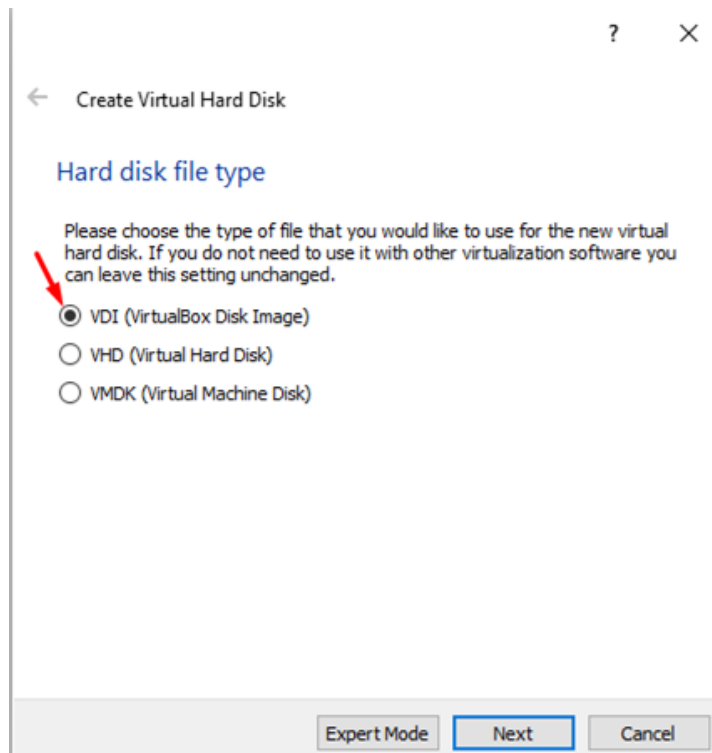 ?
Create Virtual Hard Disk
Hard disk file type
Please choose the type of file that you would like to use for the new virtual
hard disk. If you do not need to use it with other virtualization software you
can leave this setting unchanged.
VDI (VirtualBox Disk Image)
VHD (Virtual Hard Disk)
VMDK (Virtual Machine Disk)
Expert Mode Next Cancel